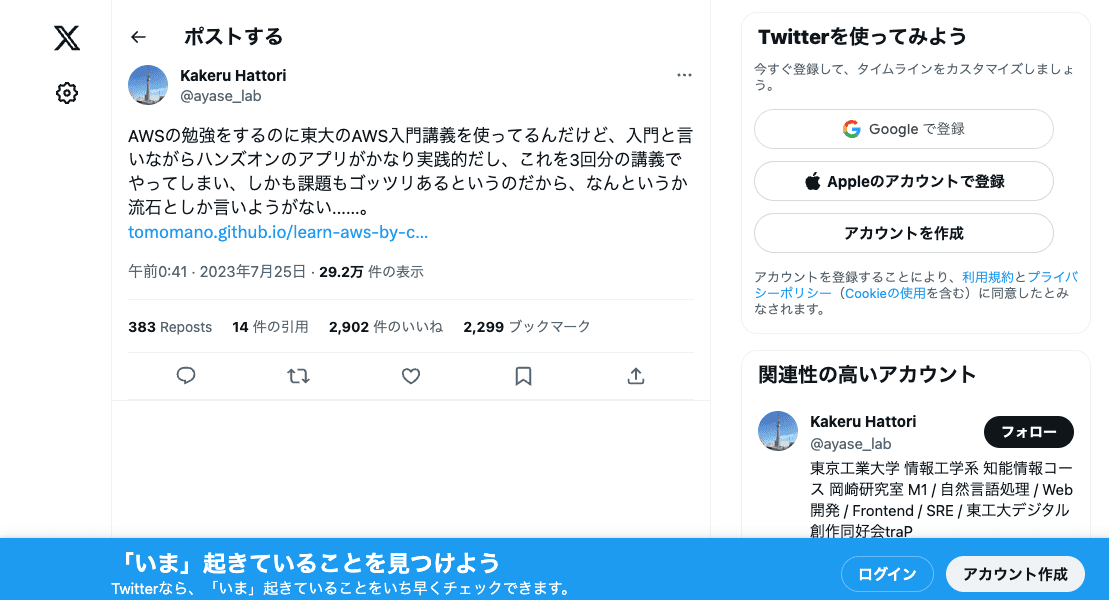 ポストする
Kakeru Hattori
@ayase_lab
AWSの勉強をするのに東大のAWS入門講義を使ってるんだけど、入門と言
いながらハンズオンのアプリがかなり実践的だし、これを3回分の講義で
やってしまい、しかも課題もゴッツリあるというのだから、なんというか
流石としか言いようがない......。
tomomano.github.io/learn-aws-by-c...
午前0:41 · 2023年7月25日 · 29.2万 件の表示
383 Reposts 14 件の引用 2,902 件のいいね 2,299 ブックマーク
Twitterを使ってみよう
今すぐ登録して、タイムラインをカスタマイズしましょ
う。
Google で登録
Appleのアカウントで登録
アカウントを作成
アカウントを登録することにより、利用規約とプライバ
シーポリシー（Cookieの使用を含む）に同意したとみ
なされます。
関連性の高いアカウント
Kakeru Hattori
@ayase_lab
フォロー
東京工業大学 情報工学系 知能情報コー
ス 岡崎研究室 M1 / 自然言語処理 / Web
開発 / Frontend / SRE / 東工大デジタル
創作同好会traP
「いま」起きていることを見つけよう
Twitterなら、「いま」起きていることをいち早くチェックできます。
ログイン
アカウント作成